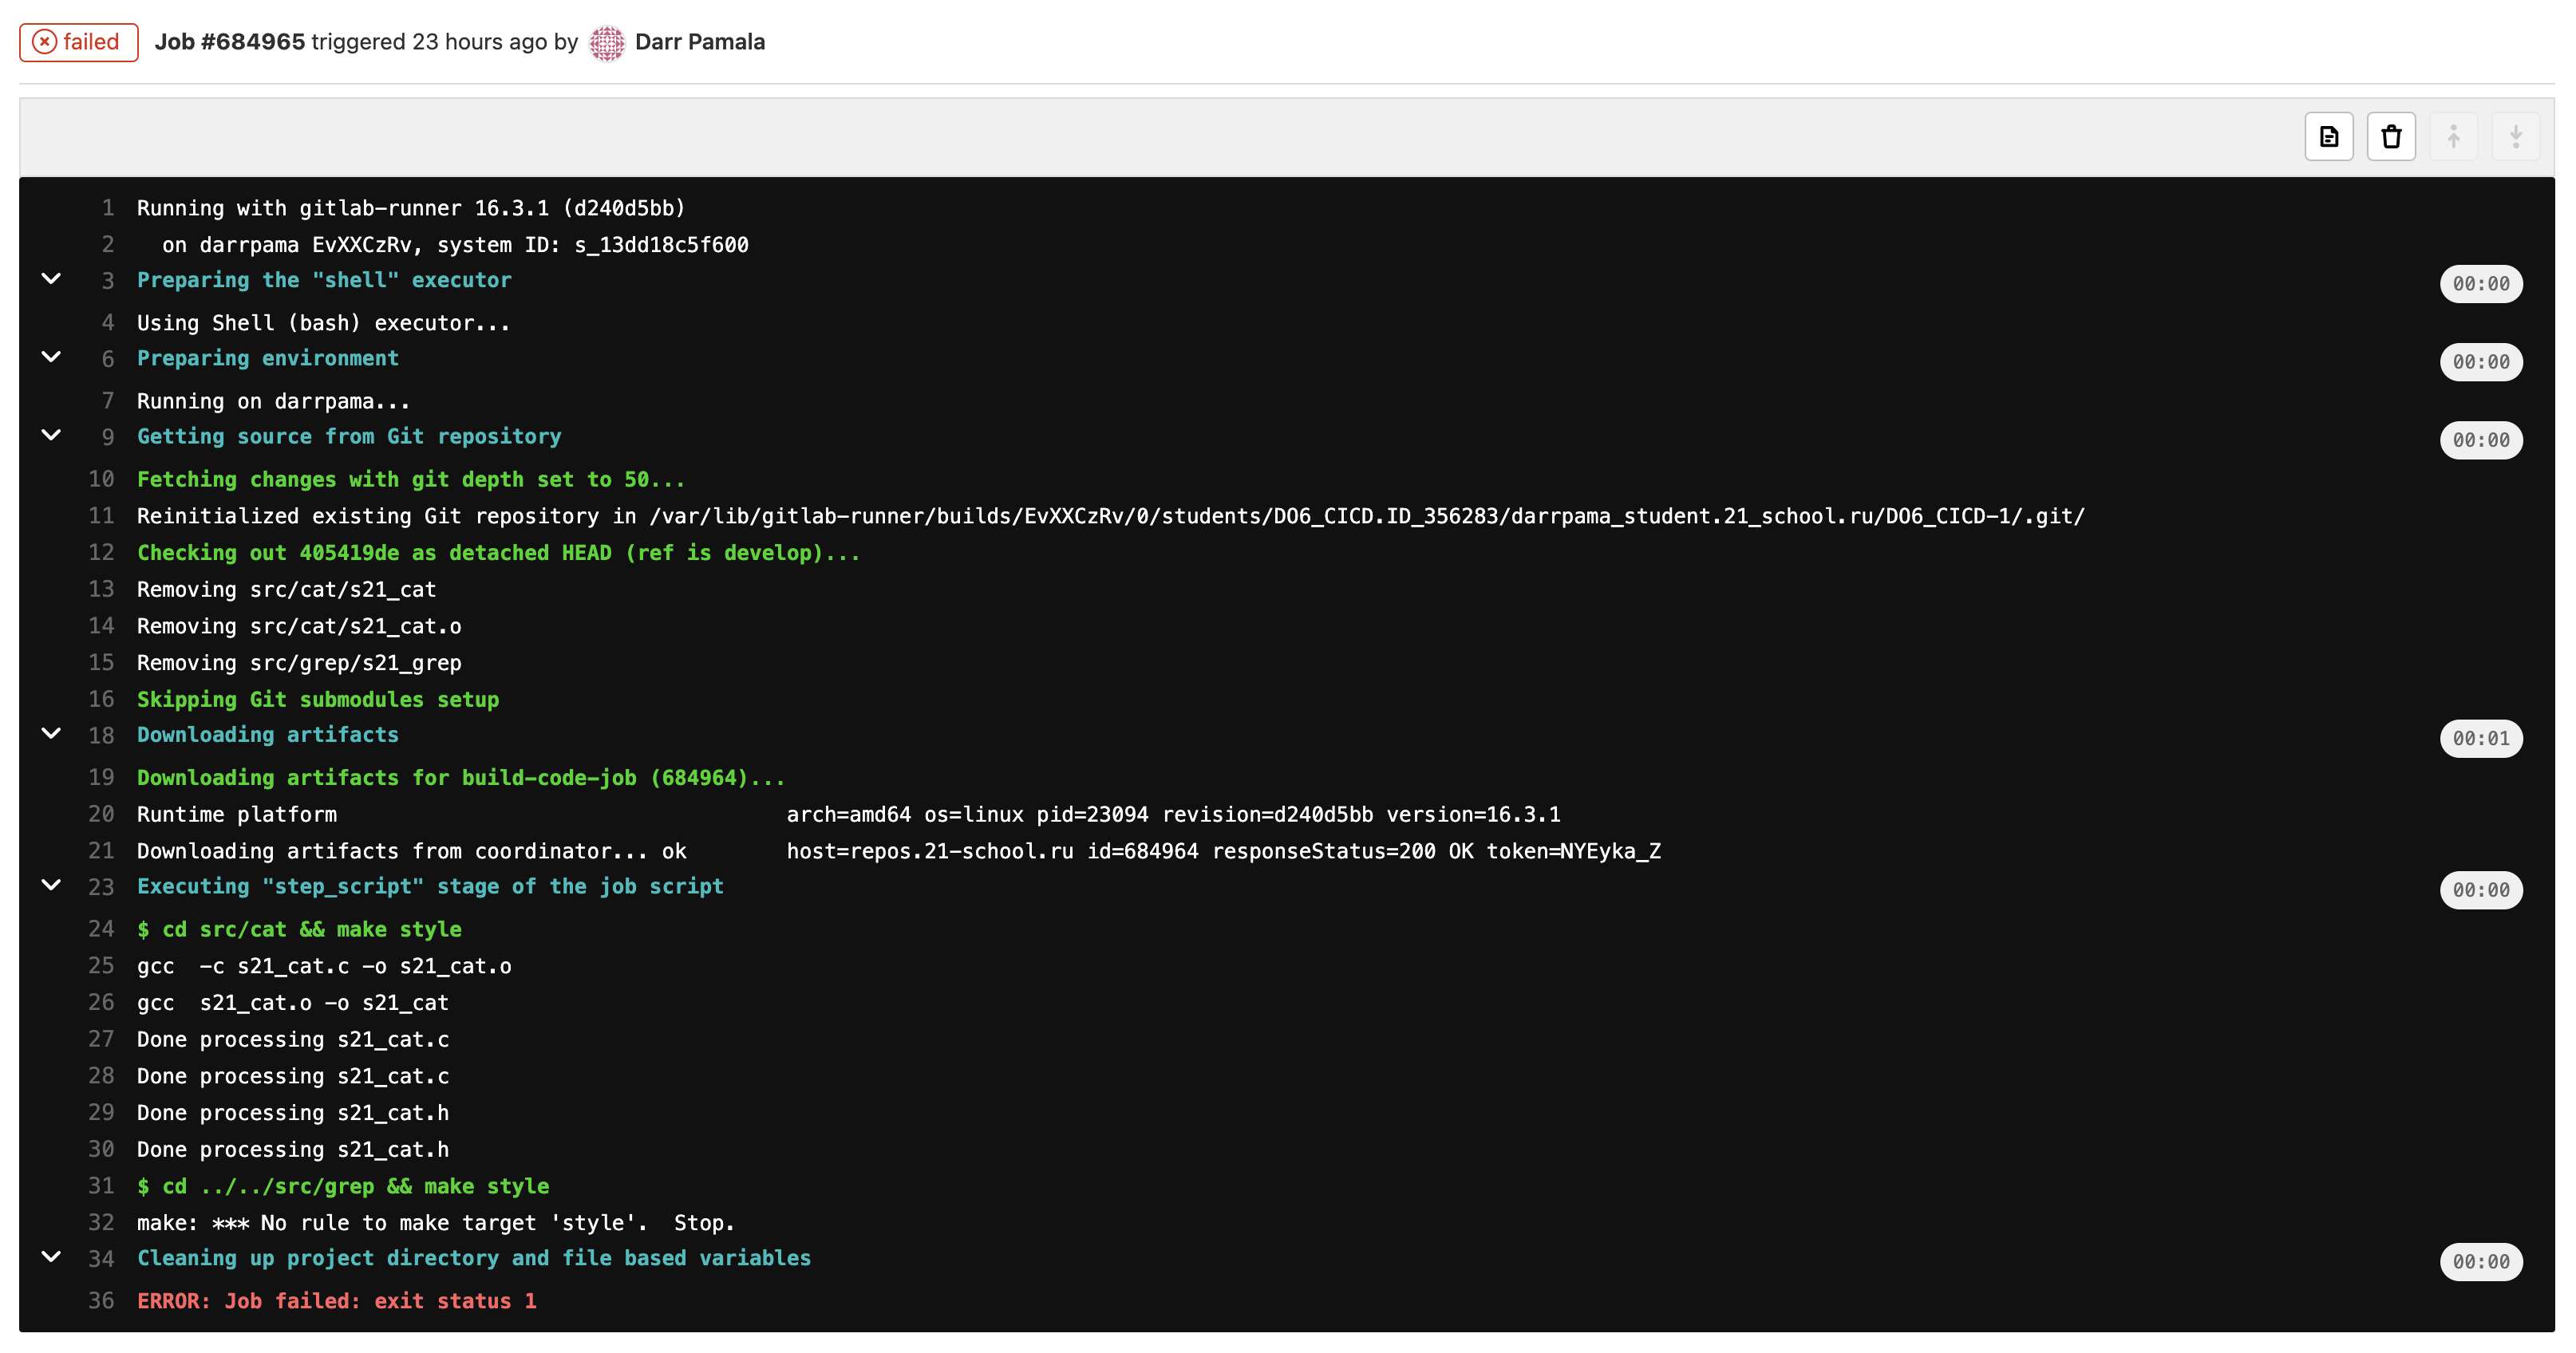 failed Job #684965 triggered 23 hours ago by Darr Pamala
1 Running with gitlab-runner 16.3.1 (d240d5bb)
2 on darrpama EvXXCzRv, system ID: s_13dd18c5f600
3 Preparing the "shell" executor 00:00
4 Using Shell (bash) executor...
6 Preparing environment 00:00
7 Running on darrpama...
9 Getting source from Git repository 00:00
10 Fetching changes with git depth set to 50...
11 Reinitialized existing Git repository in /var/lib/gitlab-runner/builds/EvXXCzRv/0/students/DO6_CICD.ID_356283/darrpama_student.21_school.ru/DO6_CICD-1/.git/
12 Checking out 405419de as detached HEAD (ref is develop)...
13 Removing src/cat/s21_cat
14 Removing src/cat/s21_cat.o
15 Removing src/grep/s21_grep
16 Skipping Git submodules setup
18 Downloading artifacts 00:01
19 Downloading artifacts for build-code-job (684964)...
20 Runtime platform arch=amd64 os=linux pid=23094 revision=d240d5bb version=16.3.1
21 Downloading artifacts from coordinator... ok host=repos.21-school.ru id=684964 responseStatus=200 OK token=NYEyka_Z
23 Executing "step_script" stage of the job script 00:00
24 $ cd src/cat && make style
25 gcc  -c s21_cat.c -o s21_cat.o
26 gcc  s21_cat.o -o s21_cat
27 Done processing s21_cat.c
28 Done processing s21_cat.c
29 Done processing s21_cat.h
30 Done processing s21_cat.h
31 $ cd ../../src/grep && make style
32 make: *** No rule to make target 'style'.  Stop.
34 Cleaning up project directory and file based variables 00:00
36 ERROR: Job failed: exit status 1